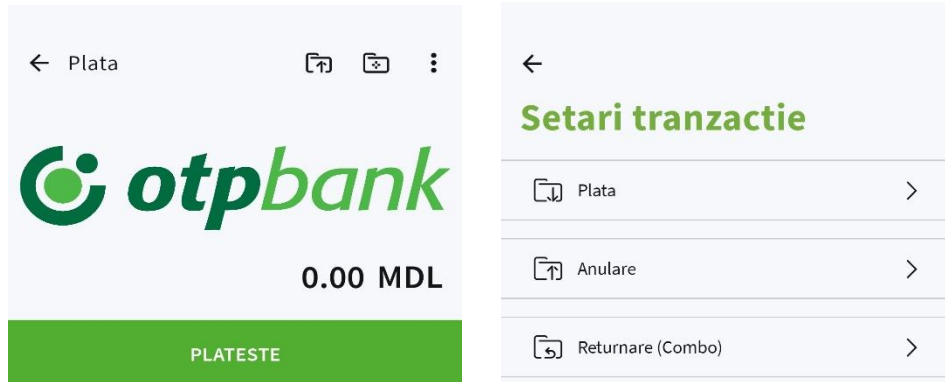 Plata
otpbank
0.00 MDL
PLATESTE
Setari tranzactie
Plata
Anulare
Returnare (Combo)